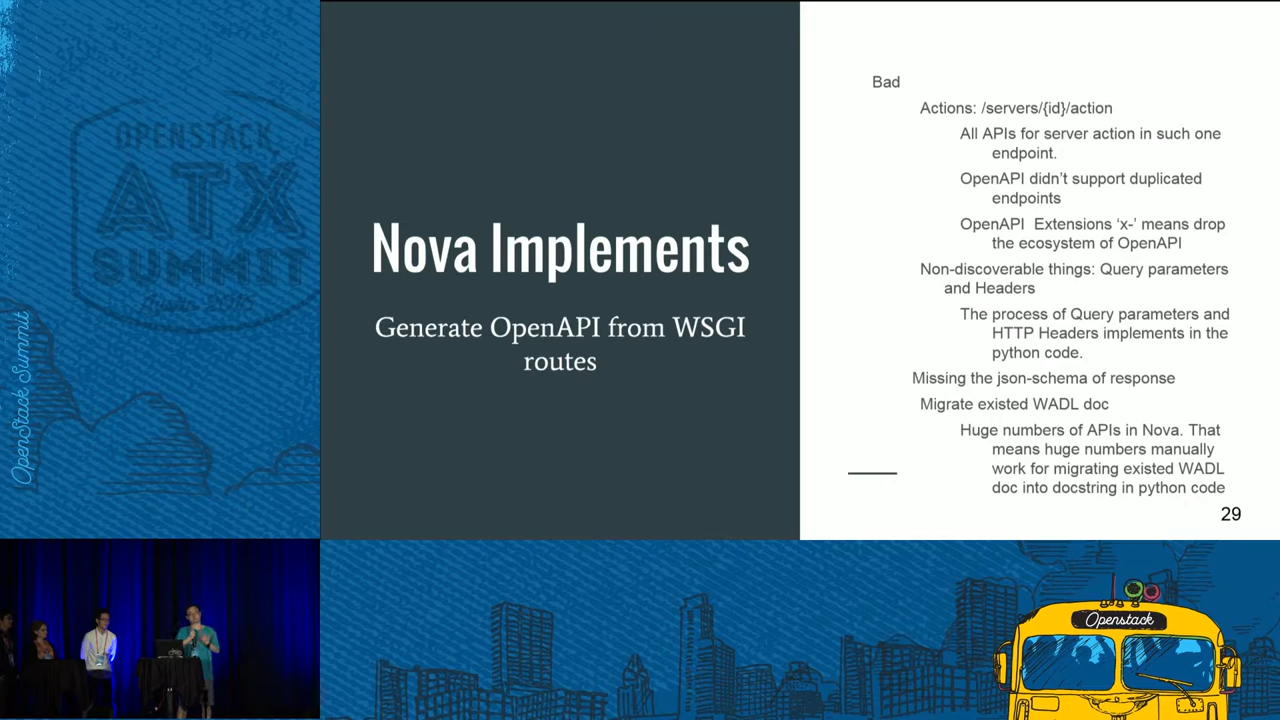 OPENSTACK
ATX
SUMMIT
OpenStack Summit
Nova Implements
Generate OpenAPI from WSGI
routes
Bad
Actions: /servers/{id}/action
All APIs for server action in such one
endpoint.
OpenAPI didn’t support duplicated
endpoints
OpenAPI  Extensions ‘x-’ means drop
the ecosystem of OpenAPI
Non-discoverable things: Query parameters
and Headers
The process of Query parameters and
HTTP Headers implements in the
python code.
Missing the json-schema of response
Migrate existed WADL doc
Huge numbers of APIs in Nova. That
means huge numbers manually
work for migrating existed WADL
doc into docstring in python code
29
Openstack